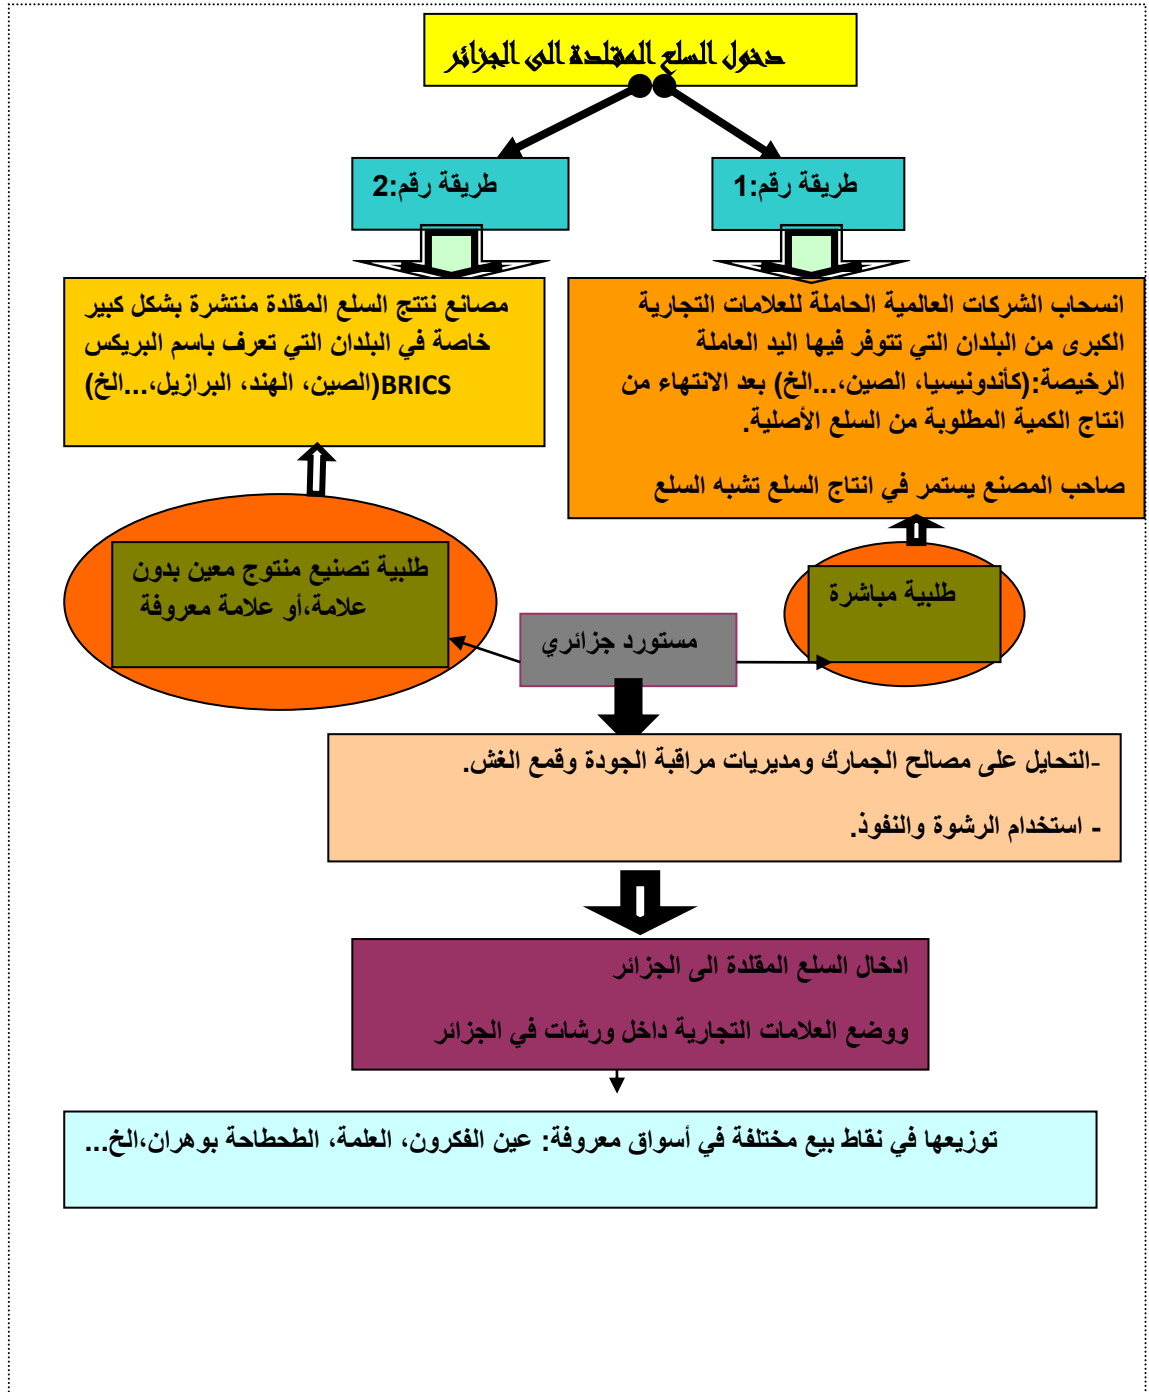 دخول السلع المقلدة الى الجزائر
طريقة رقم:1
طريقة رقم:2
انسحاب الشركات العالمية الحاملة للعلامات التجارية
الكبرى من البلدان التي تتوفر فيها اليد العاملة
الرخيصة:(كأندونيسيا، الصين،...الخ) بعد الانتهاء من
انتاج الكمية المطلوبة من السلع الأصلية.
صاحب المصنع يستمر في انتاج السلع تشبه السلع
مصانع نتتج السلع المقلدة منتشرة بشكل كبير
خاصة في البلدان التي تعرف باسم البريكس
BRICS(الصين، الهند، البرازيل،...الخ)
طلبية مباشرة
طلبية تصنيع منتوج معين بدون
علامة،أو علامة معروفة
مستورد جزائري
-التحايل على مصالح الجمارك ومديريات مراقبة الجودة وقمع الغش.
- استخدام الرشوة والنفوذ.
ادخال السلع المقلدة الى الجزائر
ووضع العلامات التجارية داخل ورشات في الجزائر
توزيعها في نقاط بيع مختلفة في أسواق معروفة: عين الفكرون، العلمة، الطحطاحة بوهران،الخ...